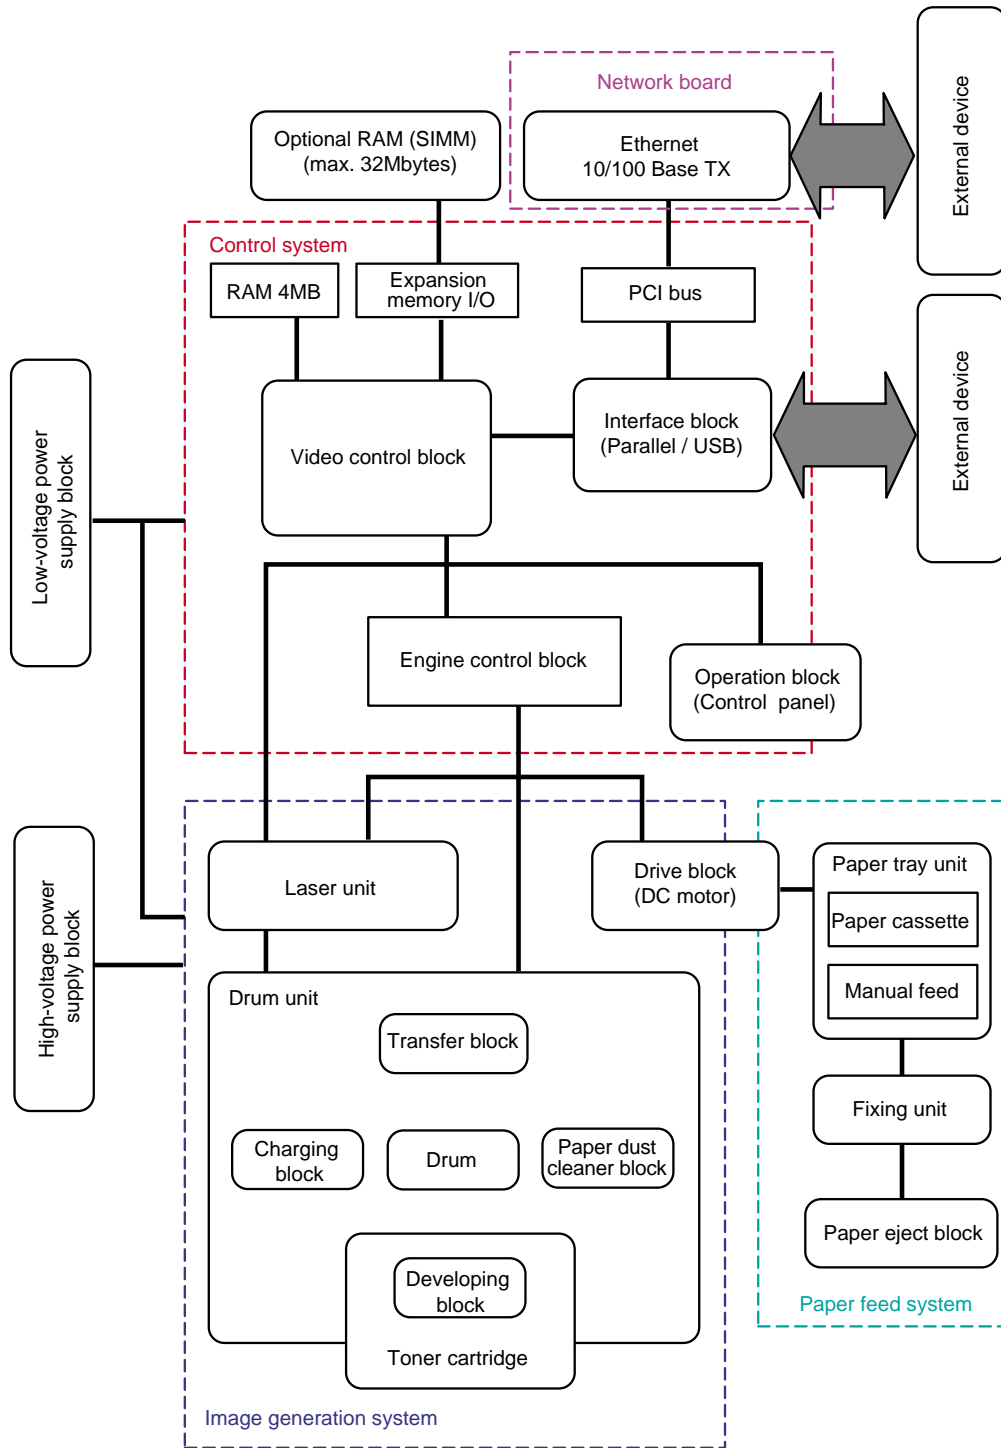 Network board
Optional RAM (SIMM)
(max. 32Mbytes)
Ethernet
10/100 Base TX
External device
Control system
RAM 4MB
Expansion
memory I/O
PCI bus
Low-voltage power
supply block
Video control block
Interface block
(Parallel / USB)
External device
Engine control block
Operation block
(Control panel)
High-voltage power
supply block
Laser unit
Drive block
(DC motor)
Paper tray unit
Paper cassette
Manual feed
Drum unit
Transfer block
Fixing unit
Charging
block
Drum
Paper dust
cleaner block
Paper eject block
Developing
block
Toner cartridge
Paper feed system
Image generation system